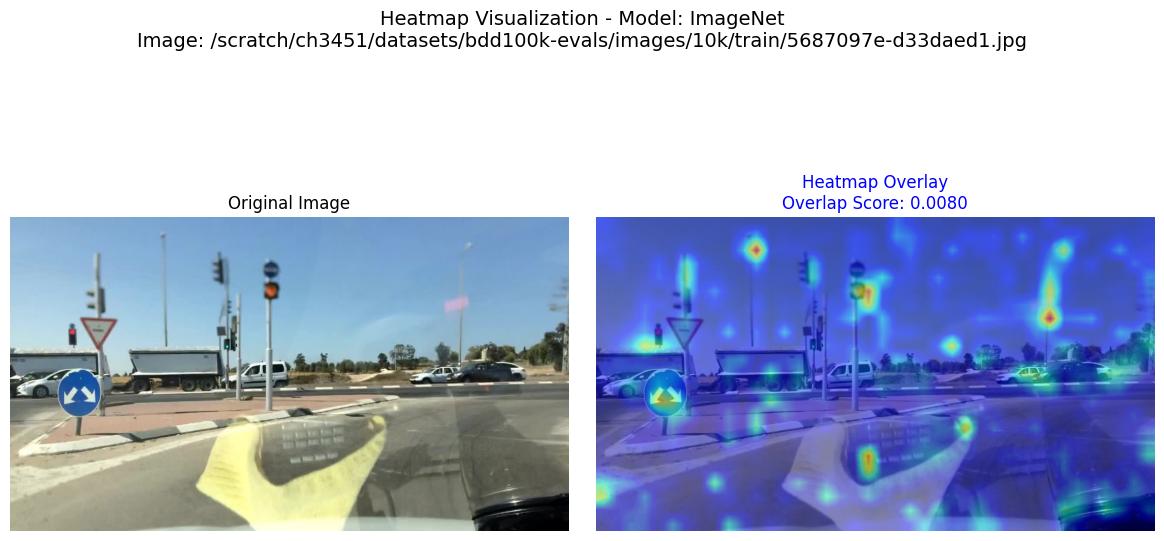 Heatmap Visualization - Model: ImageNet
Image: /scratch/ch3451/datasets/bdd100k-evals/images/10k/train/5687097e-d33daed1.jpg
Original Image
Heatmap Overlay
Overlap Score: 0.0080